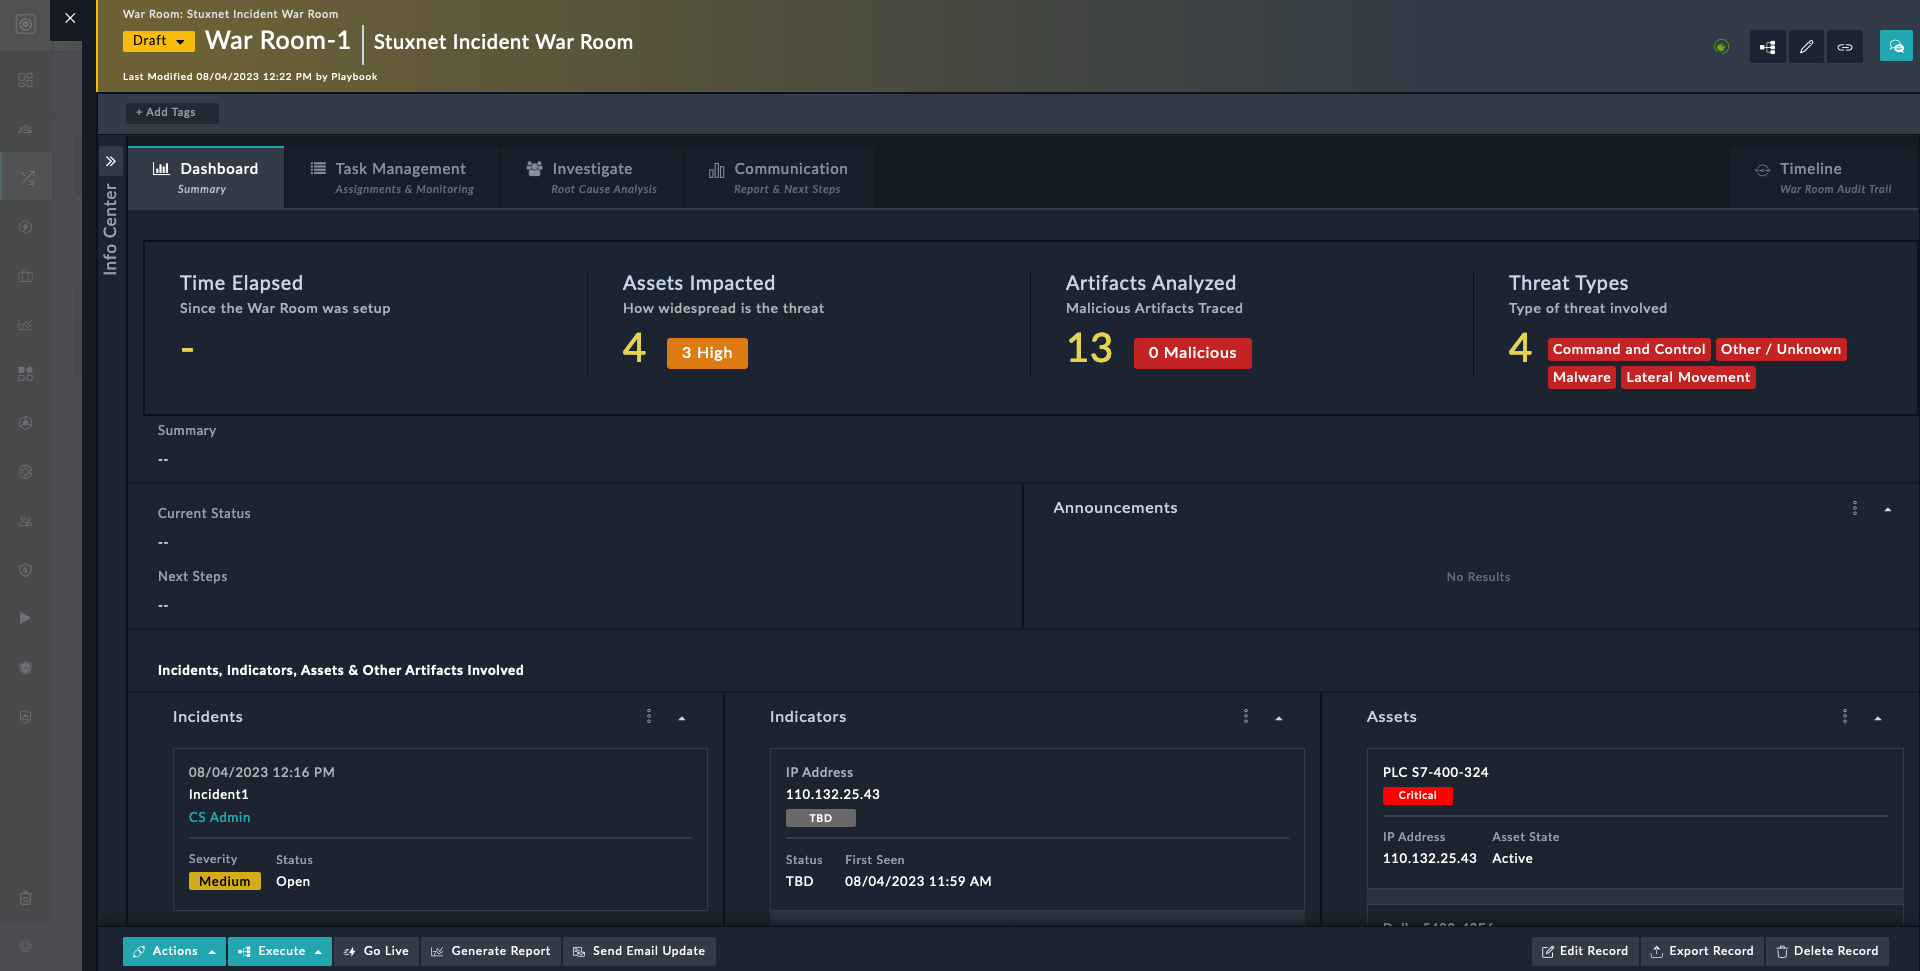 War Room: Stuxnet Incident War Room
Draft
War Room-1
Stuxnet Incident War Room
Last Modified 08/04/2023 12:22 PM by Playbook
+ Add Tags
Info Center
Dashboard
Summary
Task Management
Assignments & Monitoring
Investigate
Root Cause Analysis
Communication
Report & Next Steps
Timeline
War Room Audit Trail
Time Elapsed
Since the War Room was setup
-
Assets Impacted
How widespread is the threat
4
3 High
Artifacts Analyzed
Malicious Artifacts Traced
13
0 Malicious
Threat Types
Type of threat involved
4
Command and Control
Other / Unknown
Malware
Lateral Movement
Summary
--
Current Status
--
Next Steps
--
Announcements
No Results
Incidents, Indicators, Assets & Other Artifacts Involved
Incidents
08/04/2023 12:16 PM
Incident1
CS Admin
Severity
Status
Medium
Open
Indicators
IP Address
110.132.25.43
TBD
Status
First Seen
TBD
08/04/2023 11:59 AM
Assets
PLC S7-400-324
Critical
IP Address
Asset State
110.132.25.43
Active
Actions
Execute
Go Live
Generate Report
Send Email Update
Edit Record
Export Record
Delete Record